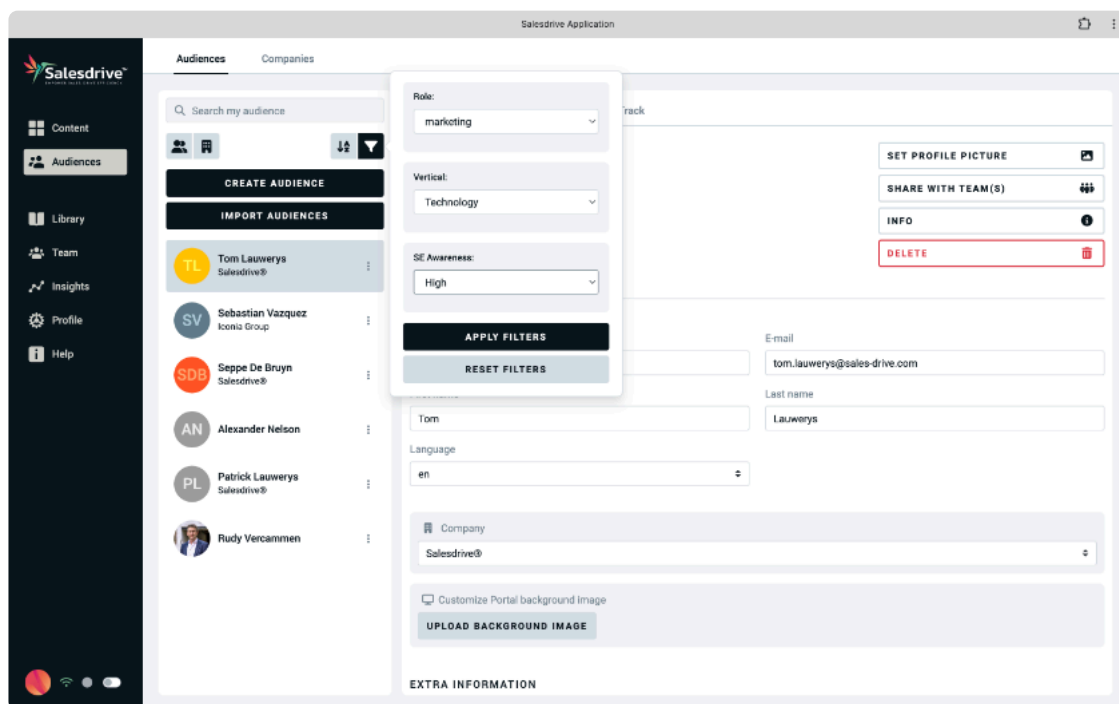 Salesdrive Application
Salesdrive™
Content
Audiences
Library
Team
Insights
Profile
Help
Audiences
Companies
Search my audience
CREATE AUDIENCE
IMPORT AUDIENCES
TL
Tom Lauwerys
Salesdrive®
SV
Sebastian Vazquez
Iconia Group
SDB
Seppe De Bruyn
Salesdrive®
AN
Alexander Nelson
PL
Patrick Lauwerys
Salesdrive®
Rudy Vercammen
Role:
marketing
Vertical:
Technology
SE Awareness:
High
APPLY FILTERS
RESET FILTERS
Track
SET PROFILE PICTURE
SHARE WITH TEAM(S)
INFO
DELETE
E-mail
tom.lauwerys@sales-drive.com
First name
Last name
Tom
Lauwerys
Language
en
Company
Salesdrive®
Customize Portal background image
UPLOAD BACKGROUND IMAGE
EXTRA INFORMATION